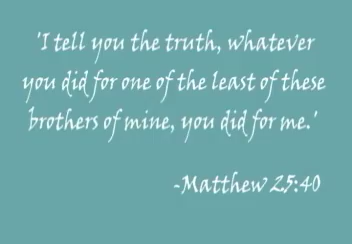 'I tell you the truth, whatever
you did for one of the least of these
brothers of mine, you did for me.'
-Matthew 25:40